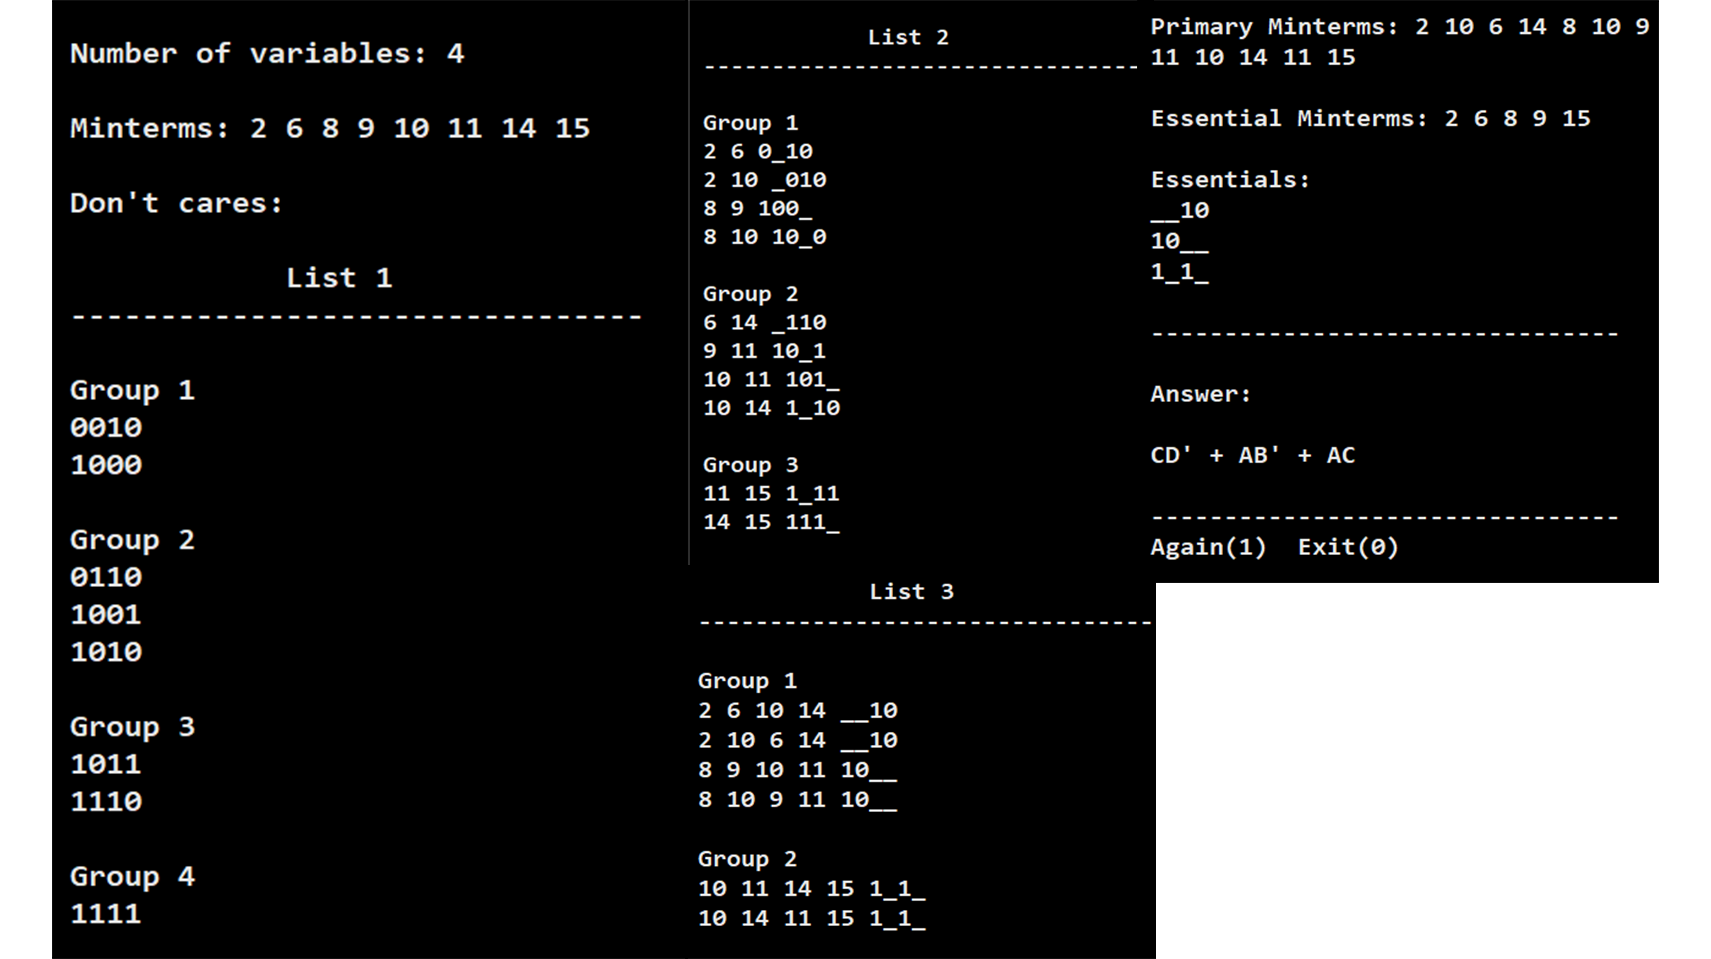 Number of variables: 4
Minterms: 2 6 8 9 10 11 14 15
Don't cares:
List 1
--------------------------------
Group 1
0010
1000
Group 2
0110
1001
1010
Group 3
1011
1110
Group 4
1111
List 2
--------------------------------
Group 1
2 6 0_10
2 10 _010
8 9 100_
8 10 10_0
Group 2
6 14 _110
9 11 10_1
10 11 101_
10 14 1_10
Group 3
11 15 1_11
14 15 111_
List 3
--------------------------------
Group 1
2 6 10 14 __10
2 10 6 14 __10
8 9 10 11 10__
8 10 9 11 10__
Group 2
10 11 14 15 1_1_
10 14 11 15 1_1_
Primary Minterms: 2 10 6 14 8 10 9
11 10 14 11 15
Essential Minterms: 2 6 8 9 15
Essentials:
__10
10__
1_1_
--------------------------------
Answer:
CD' + AB' + AC
--------------------------------
Again(1)  Exit(0)